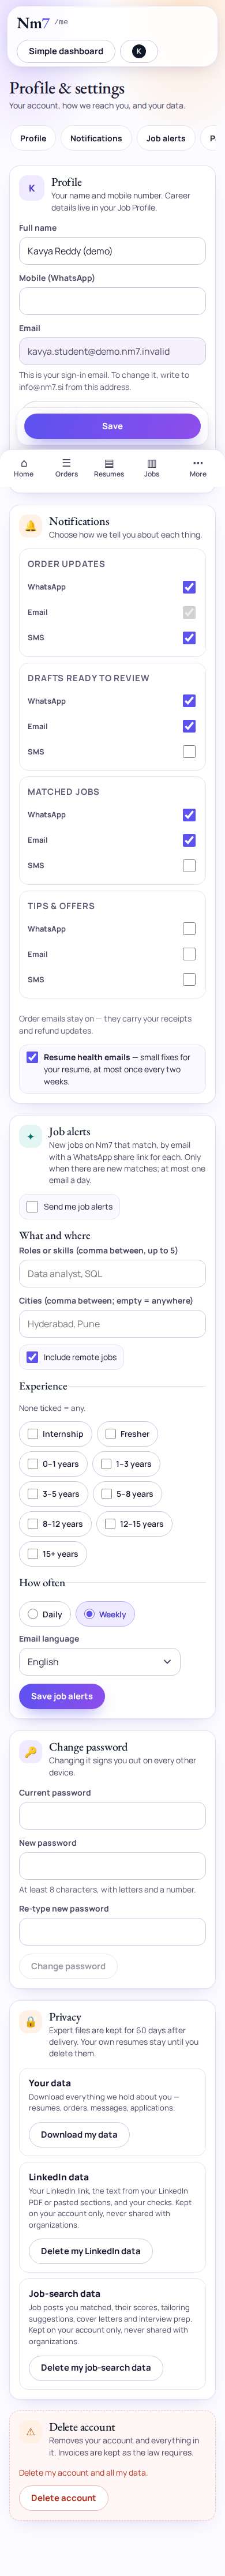 Nm7 /me
Simple dashboard
K
Profile & settings
Your account, how we reach you, and your data.
Profile
Notifications
Job alerts
P
K
Profile
Your name and mobile number. Career
details live in your Job Profile.
Full name
Kavya Reddy (demo)
Mobile (WhatsApp)
Email
kavya.student@demo.nm7.invalid
This is your sign-in email. To change it, write to
info@nm7.si from this address.
Save
Home
Orders
Resumes
Jobs
More
Notifications
Choose how we tell you about each thing.
ORDER UPDATES
WhatsApp
Email
SMS
DRAFTS READY TO REVIEW
WhatsApp
Email
SMS
MATCHED JOBS
WhatsApp
Email
SMS
TIPS & OFFERS
WhatsApp
Email
SMS
Order emails stay on — they carry your receipts
and refund updates.
Resume health emails — small fixes for
your resume, at most once every two
weeks.
Job alerts
New jobs on Nm7 that match, by email
with a WhatsApp share link for each. Only
when there are new matches; at most one
email a day.
Send me job alerts
What and where
Roles or skills (comma between, up to 5)
Data analyst, SQL
Cities (comma between; empty = anywhere)
Hyderabad, Pune
Include remote jobs
Experience
None ticked = any.
Internship
Fresher
0–1 years
1–3 years
3–5 years
5–8 years
8–12 years
12–15 years
15+ years
How often
Daily
Weekly
Email language
English
Save job alerts
Change password
Changing it signs you out on every other
device.
Current password
New password
At least 8 characters, with letters and a number.
Re-type new password
Change password
Privacy
Expert files are kept for 60 days after
delivery. Your own resumes stay until you
delete them.
Your data
Download everything we hold about you —
resumes, orders, messages, applications.
Download my data
LinkedIn data
Your LinkedIn link, the text from your LinkedIn
PDF or pasted sections, and your checks. Kept
on your account only, never shared with
organizations.
Delete my LinkedIn data
Job-search data
Job posts you matched, their scores, tailoring
suggestions, cover letters and interview prep.
Kept on your account only, never shared with
organizations.
Delete my job-search data
Delete account
Removes your account and everything in
it. Invoices are kept as the law requires.
Delete my account and all my data.
Delete account